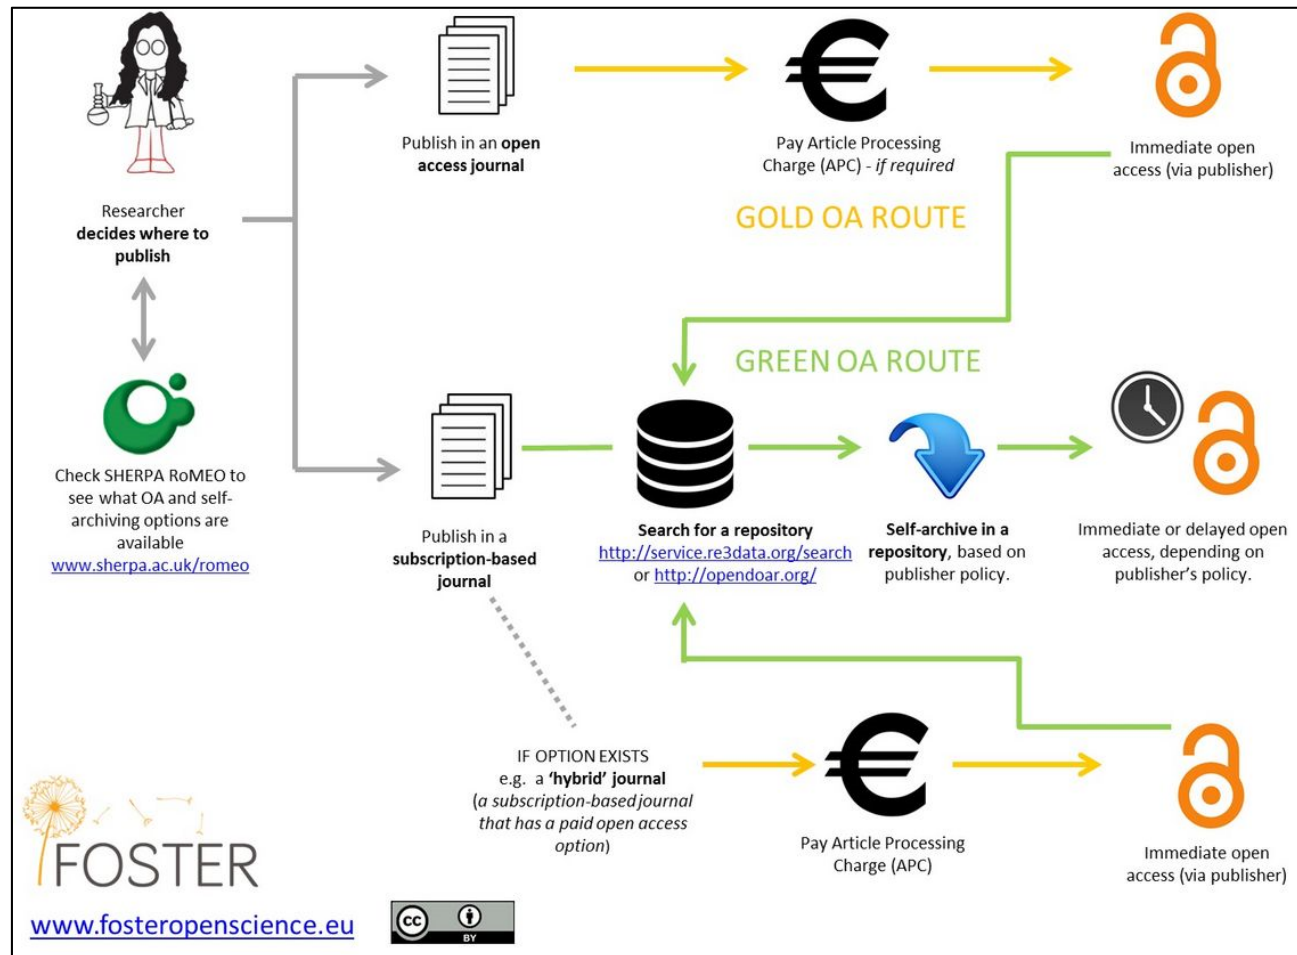 Publish in an open
access journal
Pay Article Processing
Charge (APC) - if required
Immediate open
access (via publisher)
Researcher
decides where to
publish
GOLD OA ROUTE
GREEN OA ROUTE
Check SHERPA RoMEO to
see what OA and self-
archiving options are
available
www.sherpa.ac.uk/romeo
Publish in a
subscription-based
journal
Search for a repository
http://service.re3data.org/search
or http://opendoar.org/
Self-archive in a
repository, based on
publisher policy.
Immediate or delayed open
access, depending on
publisher's policy.
IF OPTION EXISTS
e.g. a 'hybrid' journal
(a subscription-based journal
that has a paid open access
option)
Pay Article Processing
Charge (APC)
Immediate open
access (via publisher)
FOSTER
www.fosteropenscience.eu
cc
BY